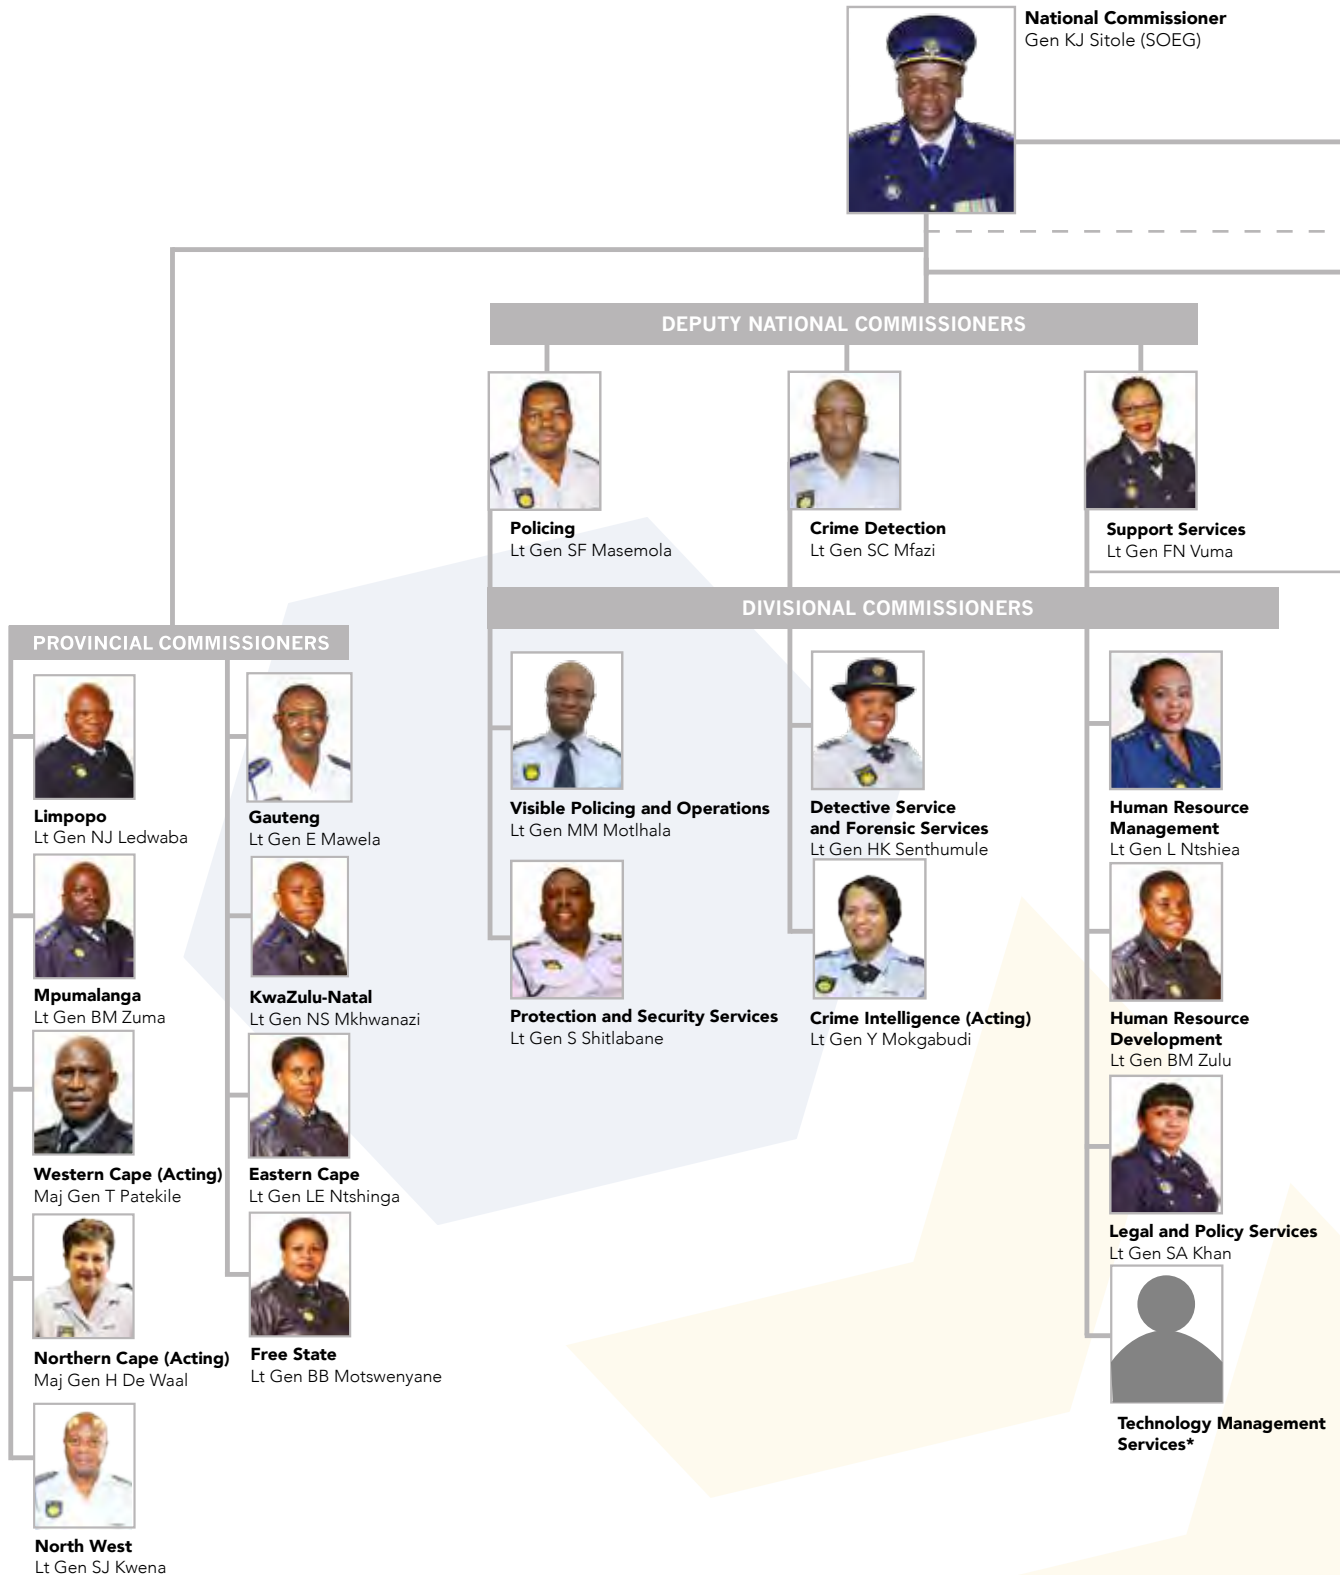 National Commissioner
Gen KJ Sitole (SOEG)
DEPUTY NATIONAL COMMISSIONERS
Policing
Lt Gen SF Masemola
Crime Detection
Lt Gen SC Mfazi
Support Services
Lt Gen FN Vuma
DIVISIONAL COMMISSIONERS
Visible Policing and Operations
Lt Gen MM Motlhala
Protection and Security Services
Lt Gen S Shitlabane
Detective Service
and Forensic Services
Lt Gen HK Senthumule
Crime Intelligence (Acting)
Lt Gen Y Mokgabudi
Human Resource
Management
Lt Gen L Ntshiea
Human Resource
Development
Lt Gen BM Zulu
Legal and Policy Services
Lt Gen SA Khan
Technology Management
Services*
PROVINCIAL COMMISSIONERS
Limpopo
Lt Gen NJ Ledwaba
Mpumalanga
Lt Gen BM Zuma
Western Cape (Acting)
Maj Gen T Patekile
Northern Cape (Acting)
Maj Gen H De Waal
North West
Lt Gen SJ Kwena
Gauteng
Lt Gen E Mawela
KwaZulu-Natal
Lt Gen NS Mkhwanazi
Eastern Cape
Lt Gen LE Ntshinga
Free State
Lt Gen BB Motswenyane